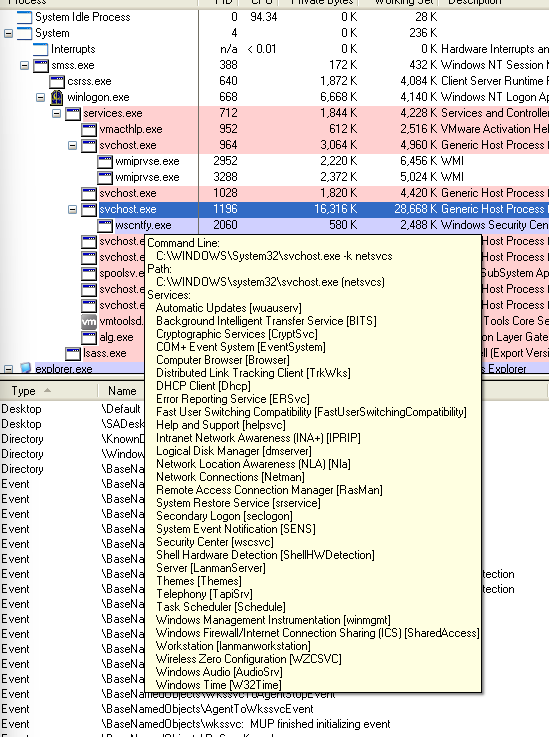 Process PID CPU Private Bytes Working Set Description
System Idle Process 0 94.34 0 K 28 K
System 4 0 K 236 K
Interrupts n/a < 0.01 0 K 0 K Hardware Interrupts an
smss.exe 388 172 K 432 K Windows NT Session M
csrss.exe 640 1,872 K 4,084 K Client Server Runtime F
winlogon.exe 668 6,668 K 4,140 K Windows NT Logon Ap
services.exe 712 1,844 K 4,228 K Services and Controlle
vmacthlp.exe 952 612 K 2,516 K VMware Activation Help
svchost.exe 964 3,064 K 4,960 K Generic Host Process f
wmiprvse.exe 2952 2,220 K 6,456 K WMI
wmiprvse.exe 3288 2,372 K 5,024 K WMI
svchost.exe 1028 1,820 K 4,420 K Generic Host Process f
svchost.exe 1196 16,316 K 28,668 K Generic Host Process f
wscntfy.exe 2060 580 K 2,488 K Windows Security Cen
svchost.e Host Process f
svchost.e Host Process f
spoolsv.e SubSystem Ap
svchost.e Host Process f
svchost.e Host Process f
vmtoolsd. Tools Core Se
alg.exe ion Layer Gate
lsass.exe ell (Export Versi
explorer.exe s Explorer
Command Line:
C:\WINDOWS\System32\svchost.exe -k netsvcs
Path:
C:\WINDOWS\system32\svchost.exe (netsvcs)
Services:
Automatic Updates [wuauserv]
Background Intelligent Transfer Service [BITS]
Cryptographic Services [CryptSvc]
COM+ Event System [EventSystem]
Computer Browser [Browser]
Distributed Link Tracking Client [TrkWks]
DHCP Client [Dhcp]
Error Reporting Service [ERSvc]
Fast User Switching Compatibility [FastUserSwitchingCompatibility]
Help and Support [helpsvc]
Intranet Network Awareness (INA+) [IPRIP]
Logical Disk Manager [dmserver]
Network Location Awareness (NLA) [Nla]
Network Connections [Netman]
Remote Access Connection Manager [RasMan]
System Restore Service [srservice]
Secondary Logon [seclogon]
System Event Notification [SENS]
Security Center [wscsvc]
Shell Hardware Detection [ShellHWDetection]
Server [LanmanServer]
Themes [Themes]
Telephony [TapiSrv]
Task Scheduler [Schedule]
Windows Management Instrumentation [winmgmt]
Windows Firewall/Internet Connection Sharing (ICS) [SharedAccess]
Workstation [lanmanworkstation]
Wireless Zero Configuration [WZCSVC]
Windows Audio [AudioSrv]
Windows Time [W32Time]
Type Name
Desktop \Default
Desktop \SADesk
Directory \KnownD
Directory \Window
Directory \BaseNa
Event \BaseNa
Event \BaseNa
Event \BaseNa
Event \BaseNa
Event \BaseNa
Event \BaseNa tection
Event \BaseNa ection
Event \BaseNa
Event \BaseNa
Event \BaseNa
Event \BaseNa
Event \BaseNa
Event \BaseNa
Event \BaseNamedObjects\WkssvcToAgentStopEvent
Event \BaseNamedObjects\AgentToWkssvcEvent
Event \BaseNamedObjects\wkssvc: MUP finished initializing event